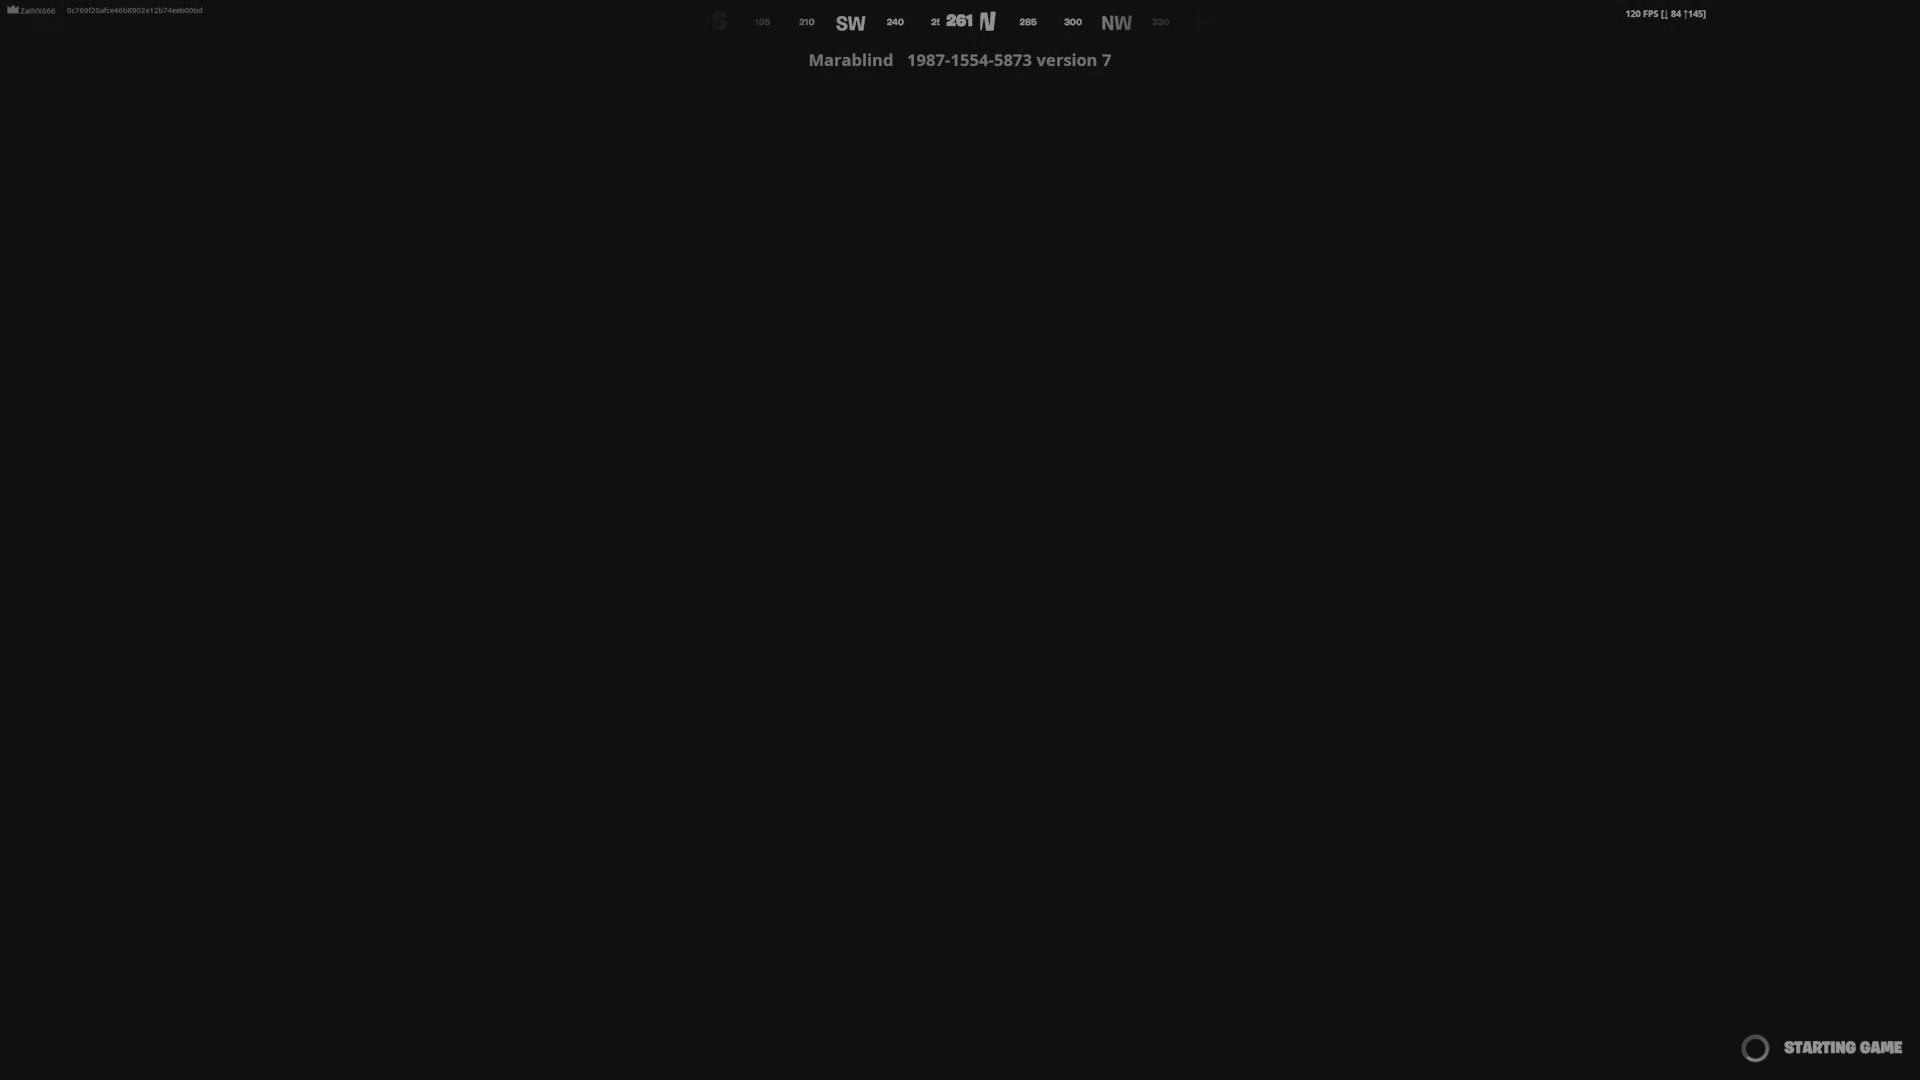 ZailVX666 0c769f20afce46b8902e12b74eeb00bd
S 195 210 SW 240 261 285 300 NW 330
120 FPS [↓ 84 ↑145]
Marablind 1987-1554-5873 version 7
STARTING GAME